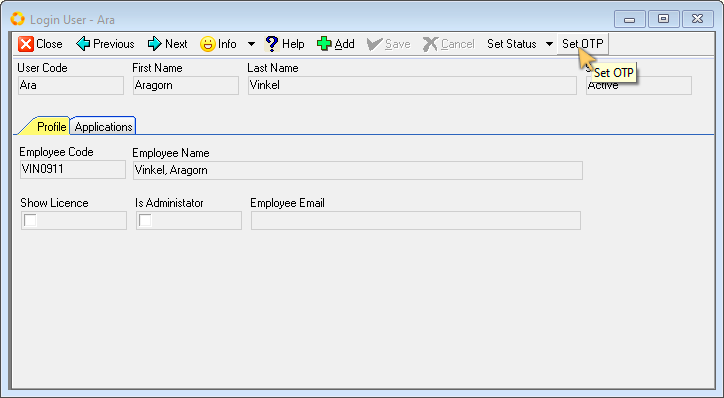 Login User - Ara
Close Previous Next Info Help Add Save Cancel Set Status Set OTP
User Code First Name Last Name
Set OTP
Ara Aragorn Vinkel Active
Profile Applications
Employee Code Employee Name
VIN0911 Vinkel, Aragorn
Show Licence Is Administator Employee Email